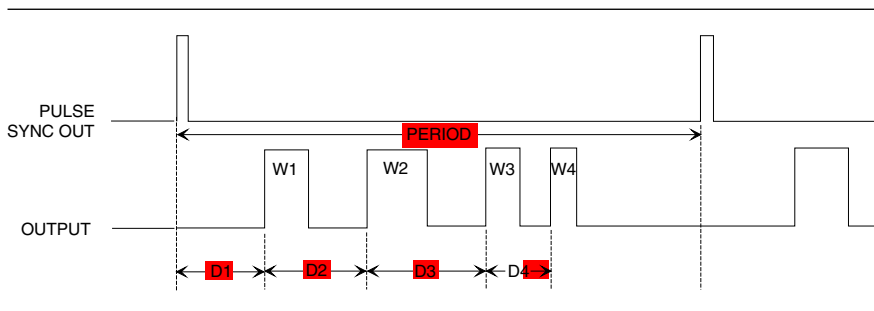 PULSE
SYNC OUT
PERIOD
W1
W2
W3
W4
OUTPUT
D1
D2
D3
D4